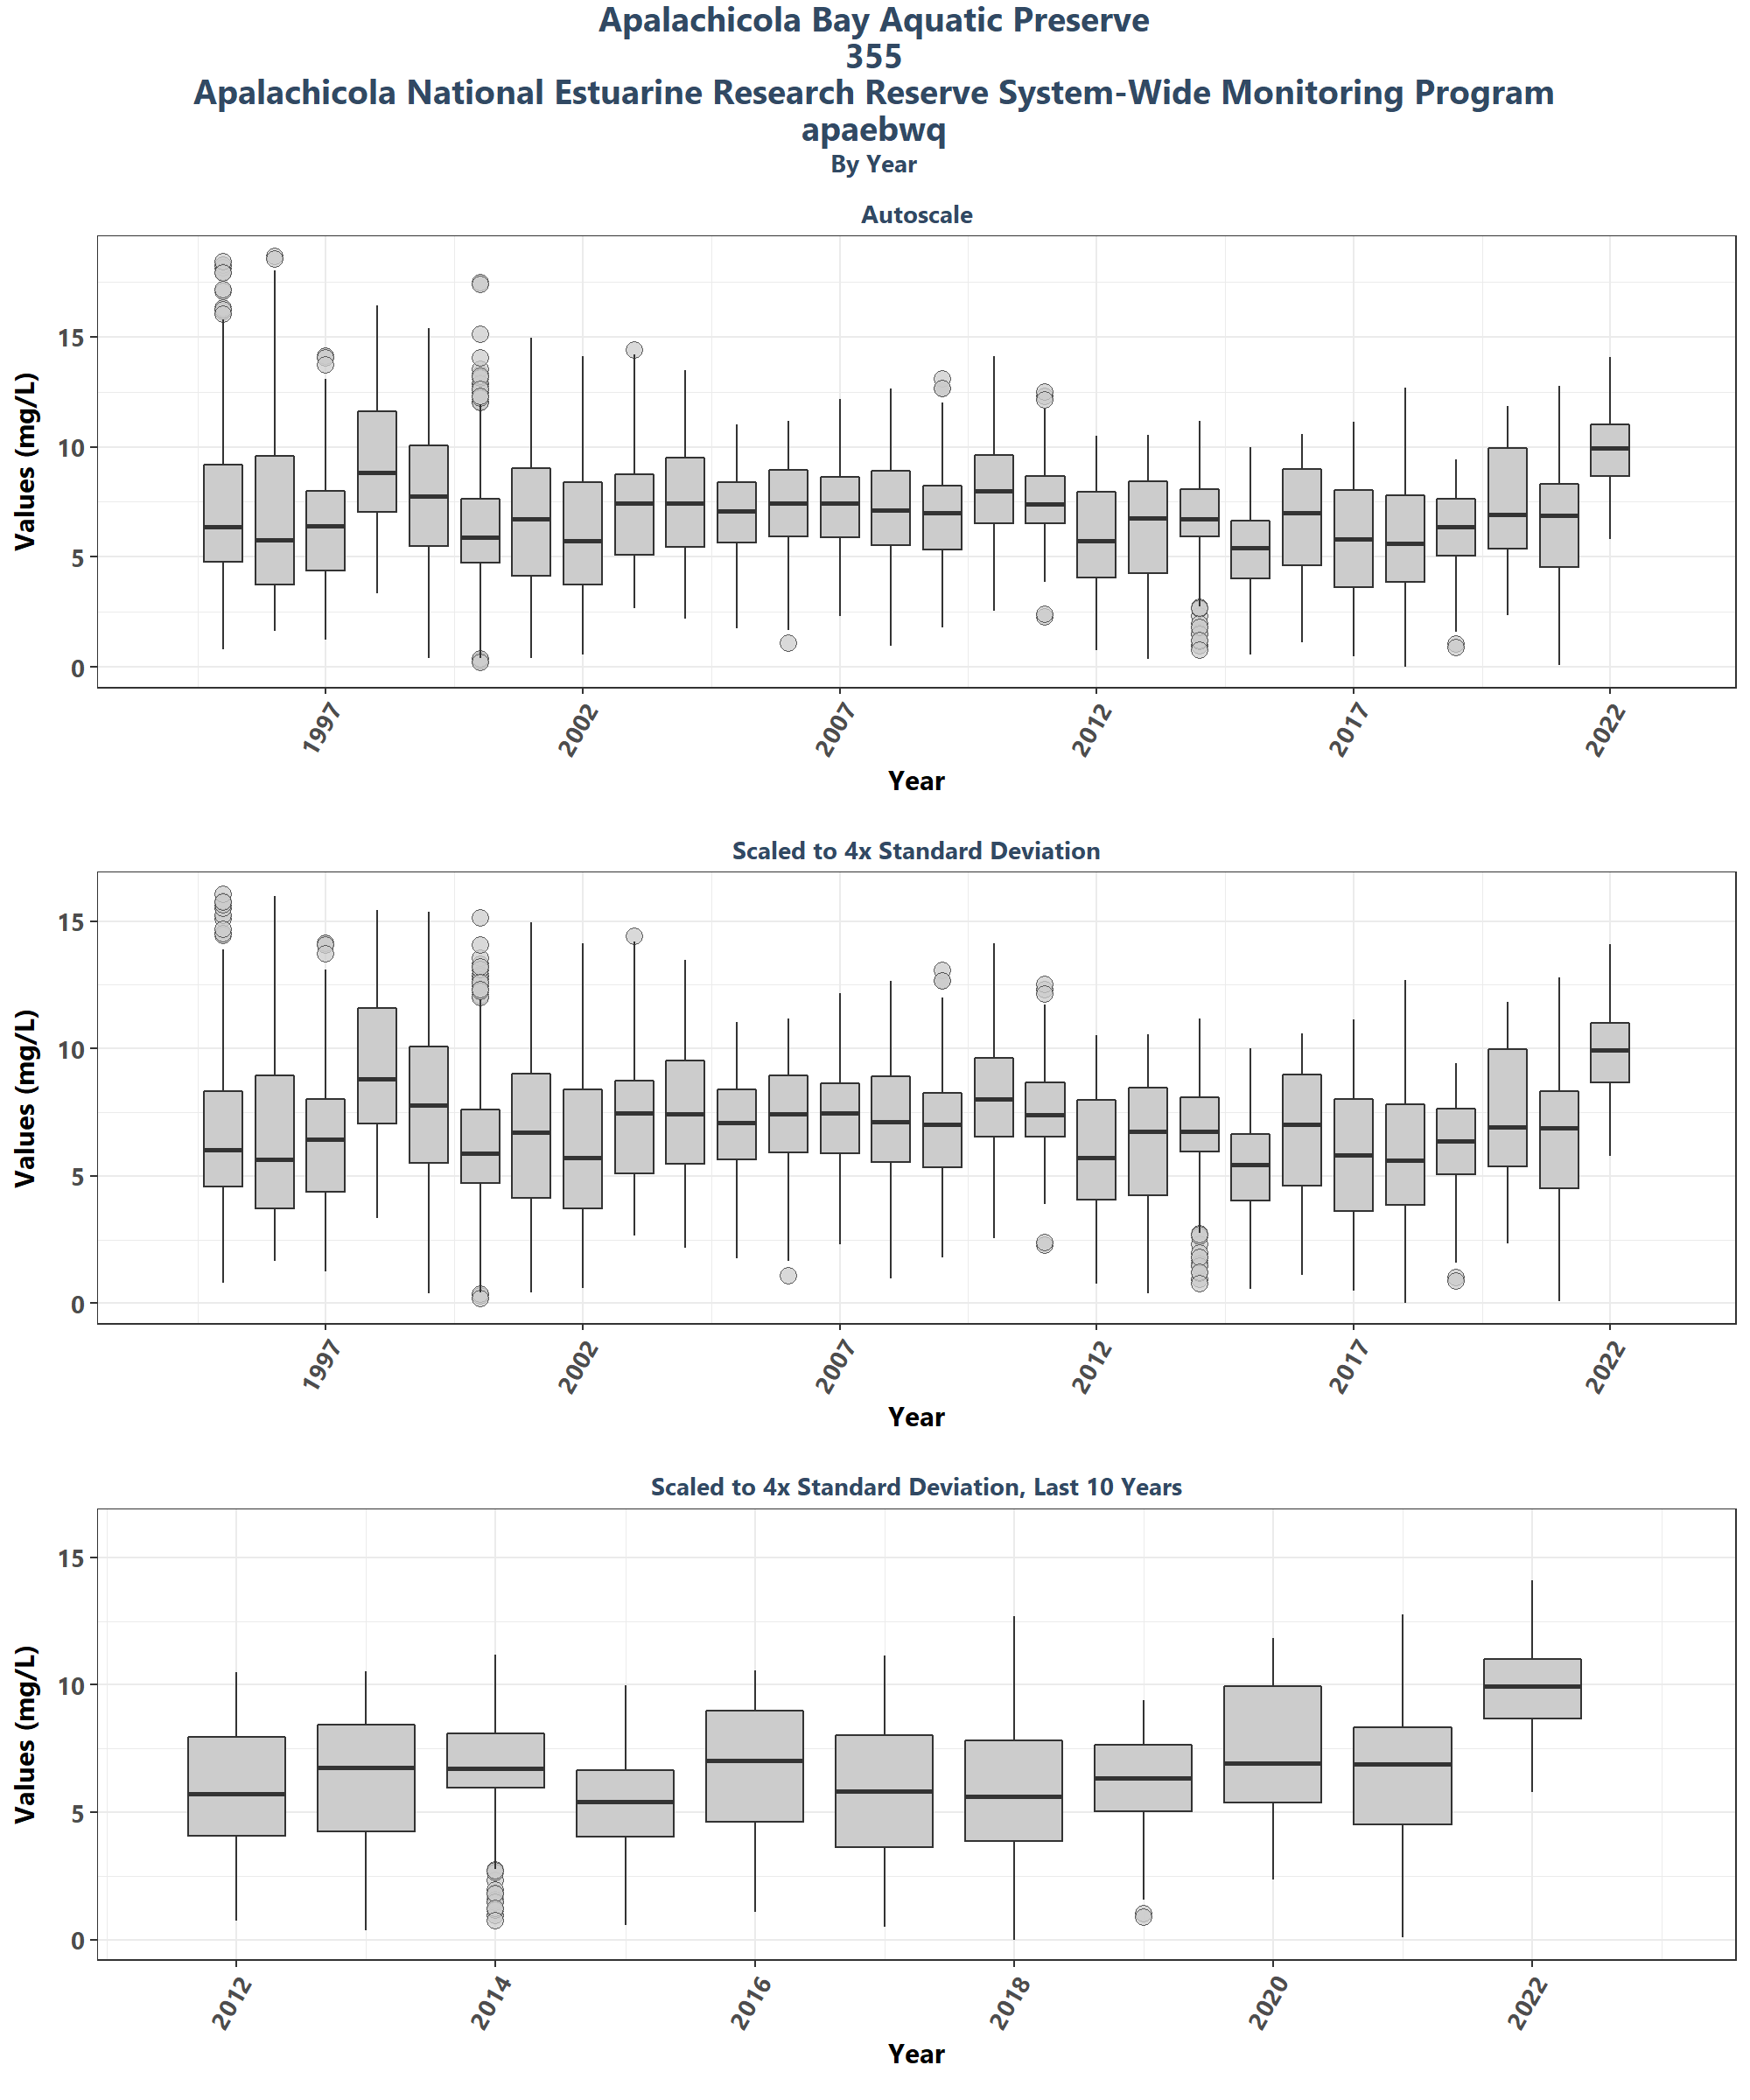 Apalachicola Bay Aquatic Preserve
355
Apalachicola National Estuarine Research Reserve System-Wide Monitoring Program
apaebwq
By Year
Autoscale
Values (mg/L)
15
10
5
0
1997
2002
2007
2012
2017
2022
Year
Scaled to 4x Standard Deviation
Values (mg/L)
15
10
5
0
1997
2002
2007
2012
2017
2022
Year
Scaled to 4x Standard Deviation, Last 10 Years
Values (mg/L)
15
10
5
0
2012
2014
2016
2018
2020
2022
Year